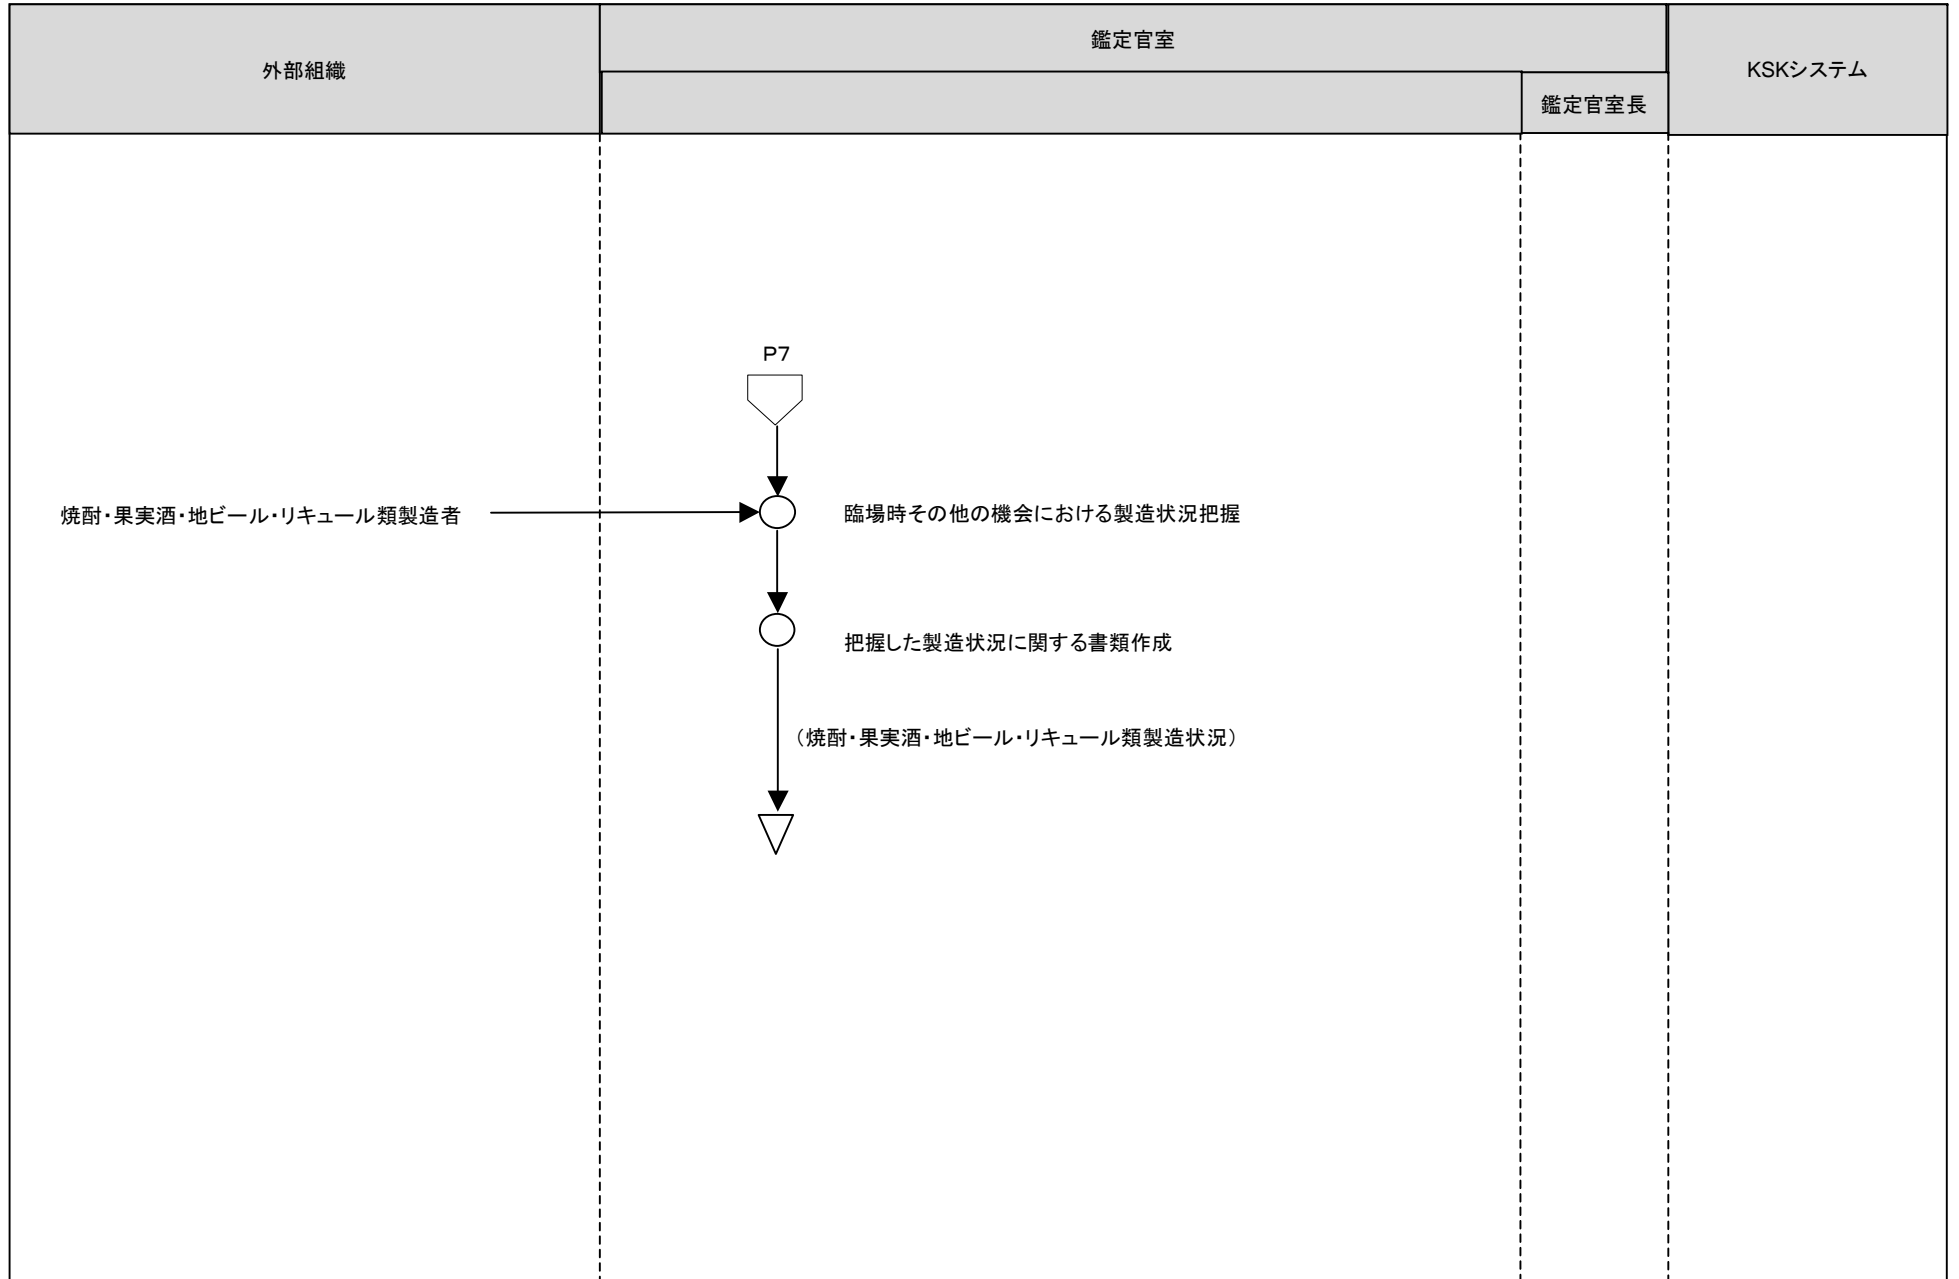 外部組織
鑑定官室
鑑定官室長
KSKシステム
P7
焼酎・果実酒・地ビール・リキュール類製造者
臨場時その他の機会における製造状況把握
把握した製造状況に関する書類作成
（焼酎・果実酒・地ビール・リキュール類製造状況）